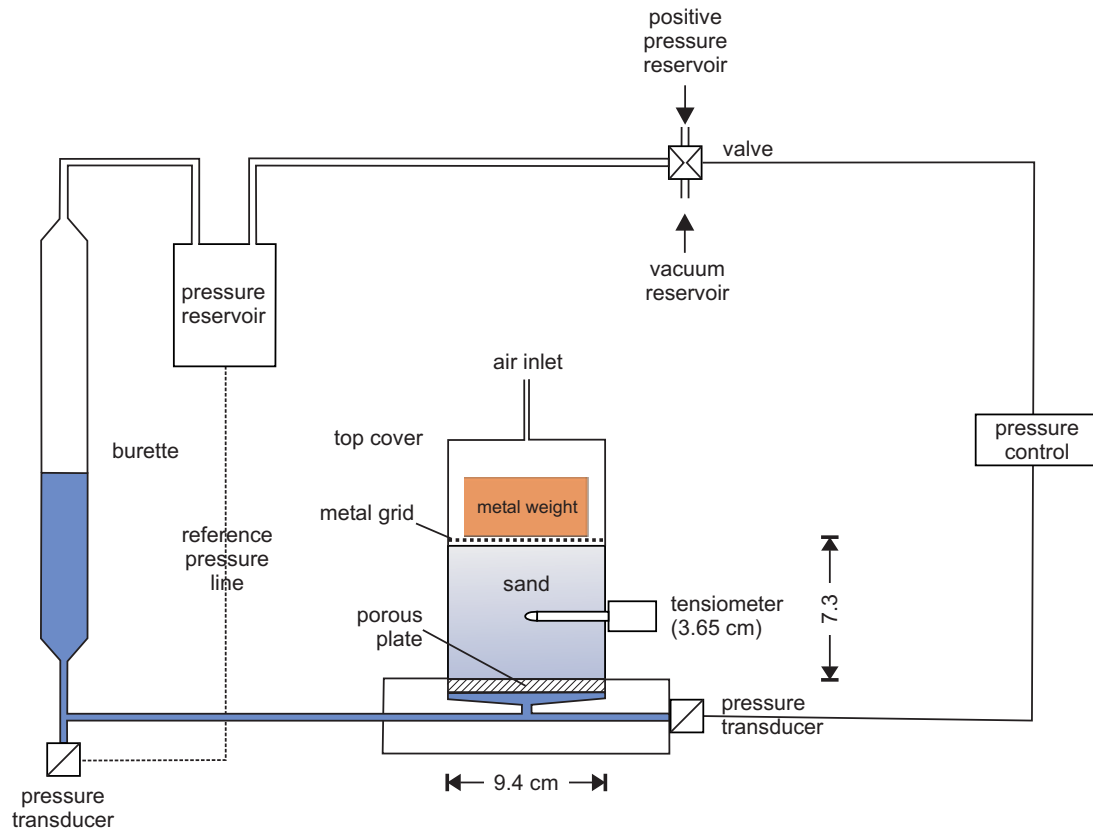 positive
pressure
reservoir
valve
vacuum
reservoir
pressure
reservoir
air inlet
top cover
burette
pressure
control
metal weight
metal grid
reference
pressure
line
sand
tensiometer
(3.65 cm)
7.3
porous
plate
pressure
transducer
9.4 cm
pressure
transducer